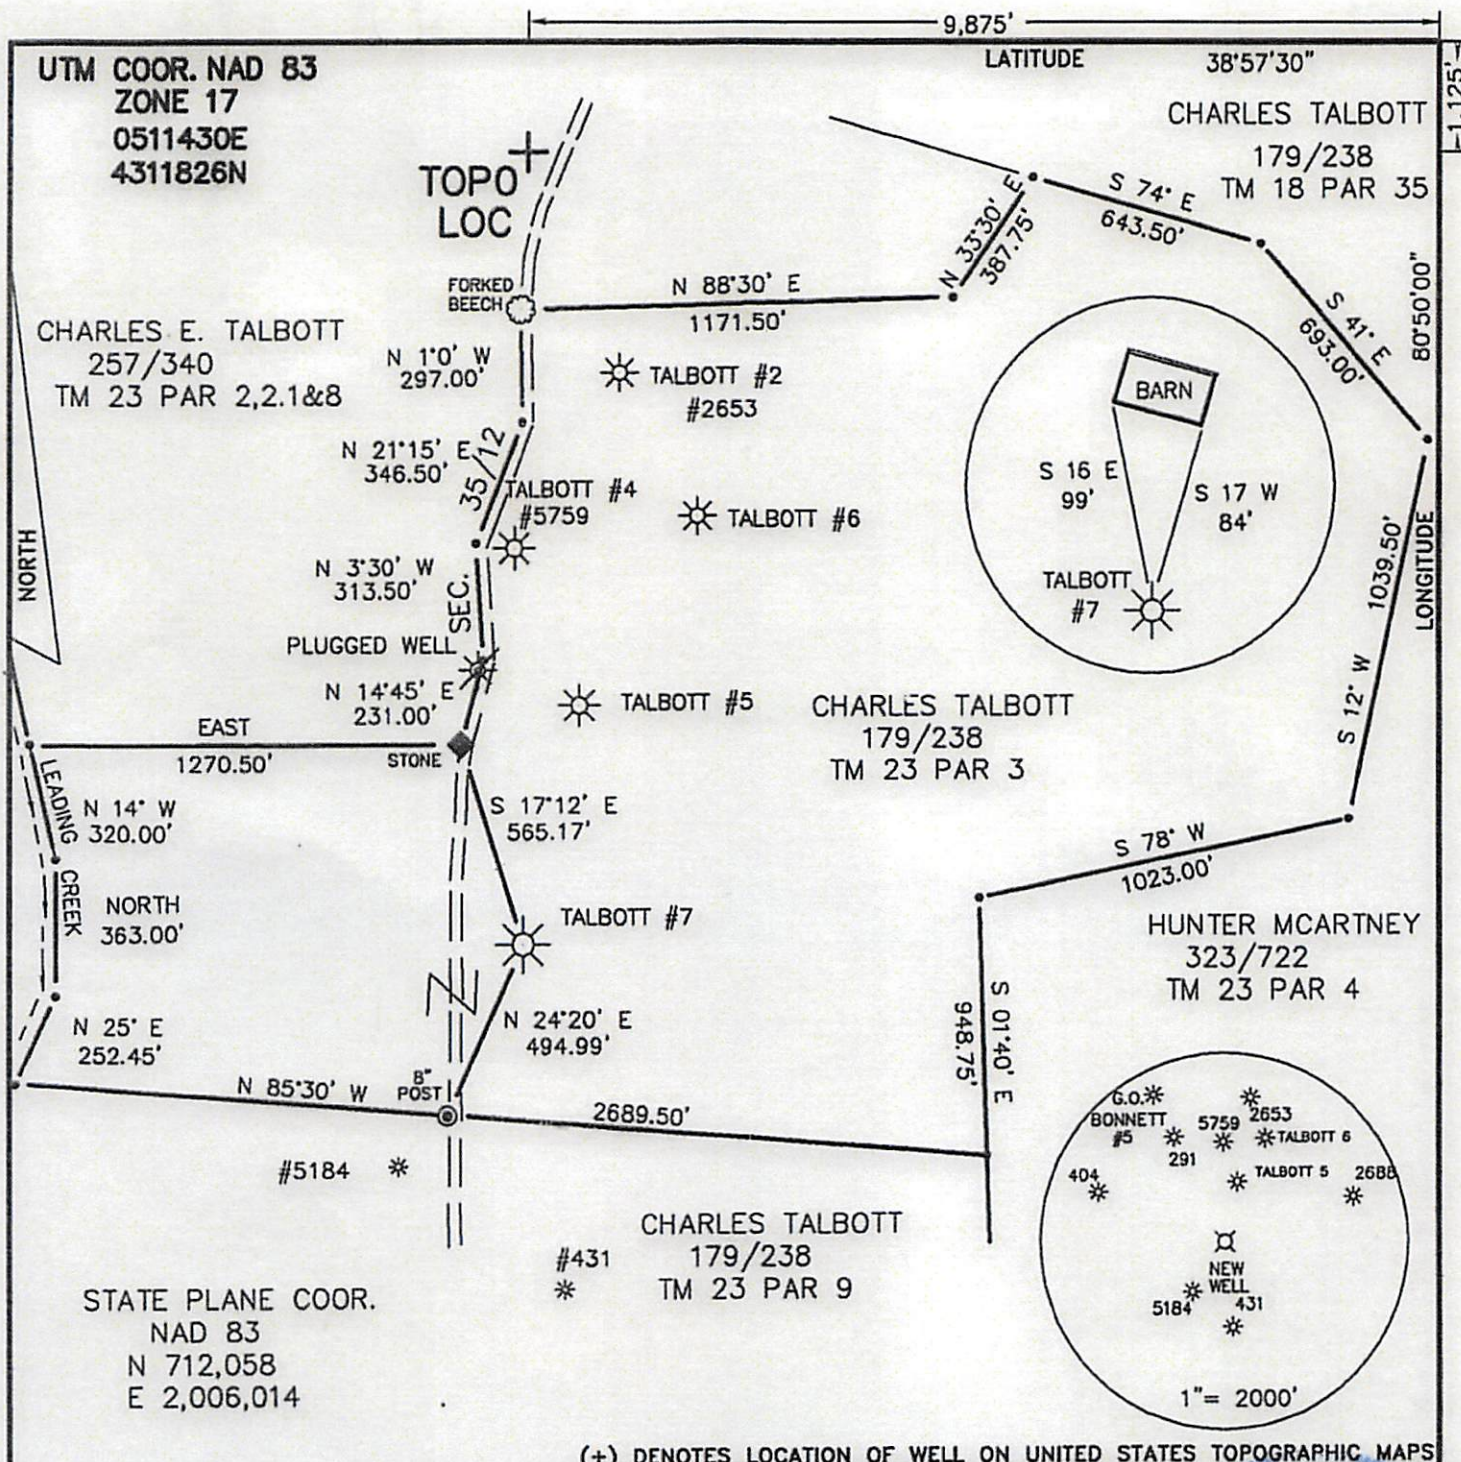 9,875'
LATITUDE 38°57'30"
1,125'
UTM COOR. NAD 83
ZONE 17
0511430E
4311826N
TOPO
LOC
CHARLES TALBOTT
179/238
TM 18 PAR 35
S 74° E
643.50'
N 33°30' E
387.75'
FORKED
BEECH
N 88°30' E
1171.50'
S 41° E
693.00'
80°50'00"
LONGITUDE
CHARLES E. TALBOTT
257/340
TM 23 PAR 2,2.1&8
N 1°0' W
297.00'
TALBOTT #2
#2653
BARN
S 16 E
99'
S 17 W
84'
TALBOTT
#7
N 21°15' E
346.50'
35/12
TALBOTT #4
#5759
TALBOTT #6
NORTH
N 3°30' W
313.50'
SEC.
1039.50'
S 12° W
PLUGGED WELL
N 14°45' E
231.00'
TALBOTT #5
CHARLES TALBOTT
179/238
TM 23 PAR 3
EAST
1270.50'
STONE
LEADING
CREEK
N 14° W
320.00'
S 17°12' E
565.17'
S 78° W
1023.00'
NORTH
363.00'
TALBOTT #7
HUNTER MCARTNEY
323/722
TM 23 PAR 4
N 25° E
252.45'
N 24°20' E
494.99'
S 01°40' E
948.75'
N 85°30' W
8"
POST
2689.50'
#5184
G.O.
BONNETT
#5
291
5759
2653
TALBOTT 6
404
TALBOTT 5
2688
NEW
WELL
5184
431
1"= 2000'
CHARLES TALBOTT
179/238
TM 23 PAR 9
#431
STATE PLANE COOR.
NAD 83
N 712,058
E 2,006,014
(+) DENOTES LOCATION OF WELL ON UNITED STATES TOPOGRAPHIC MAPS